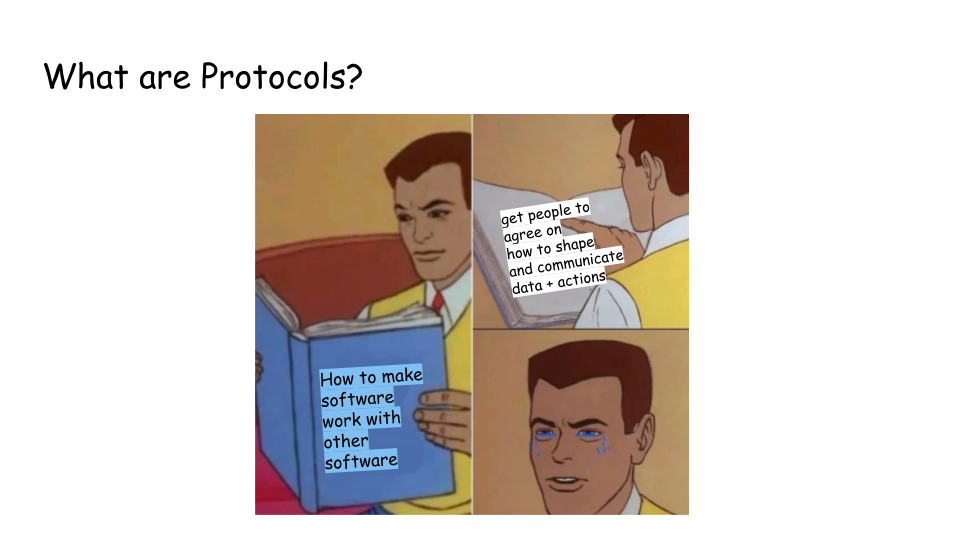 What are Protocols?
How to make
software
work with
other
software
get people to
agree on
how to shape
and communicate
data + actions